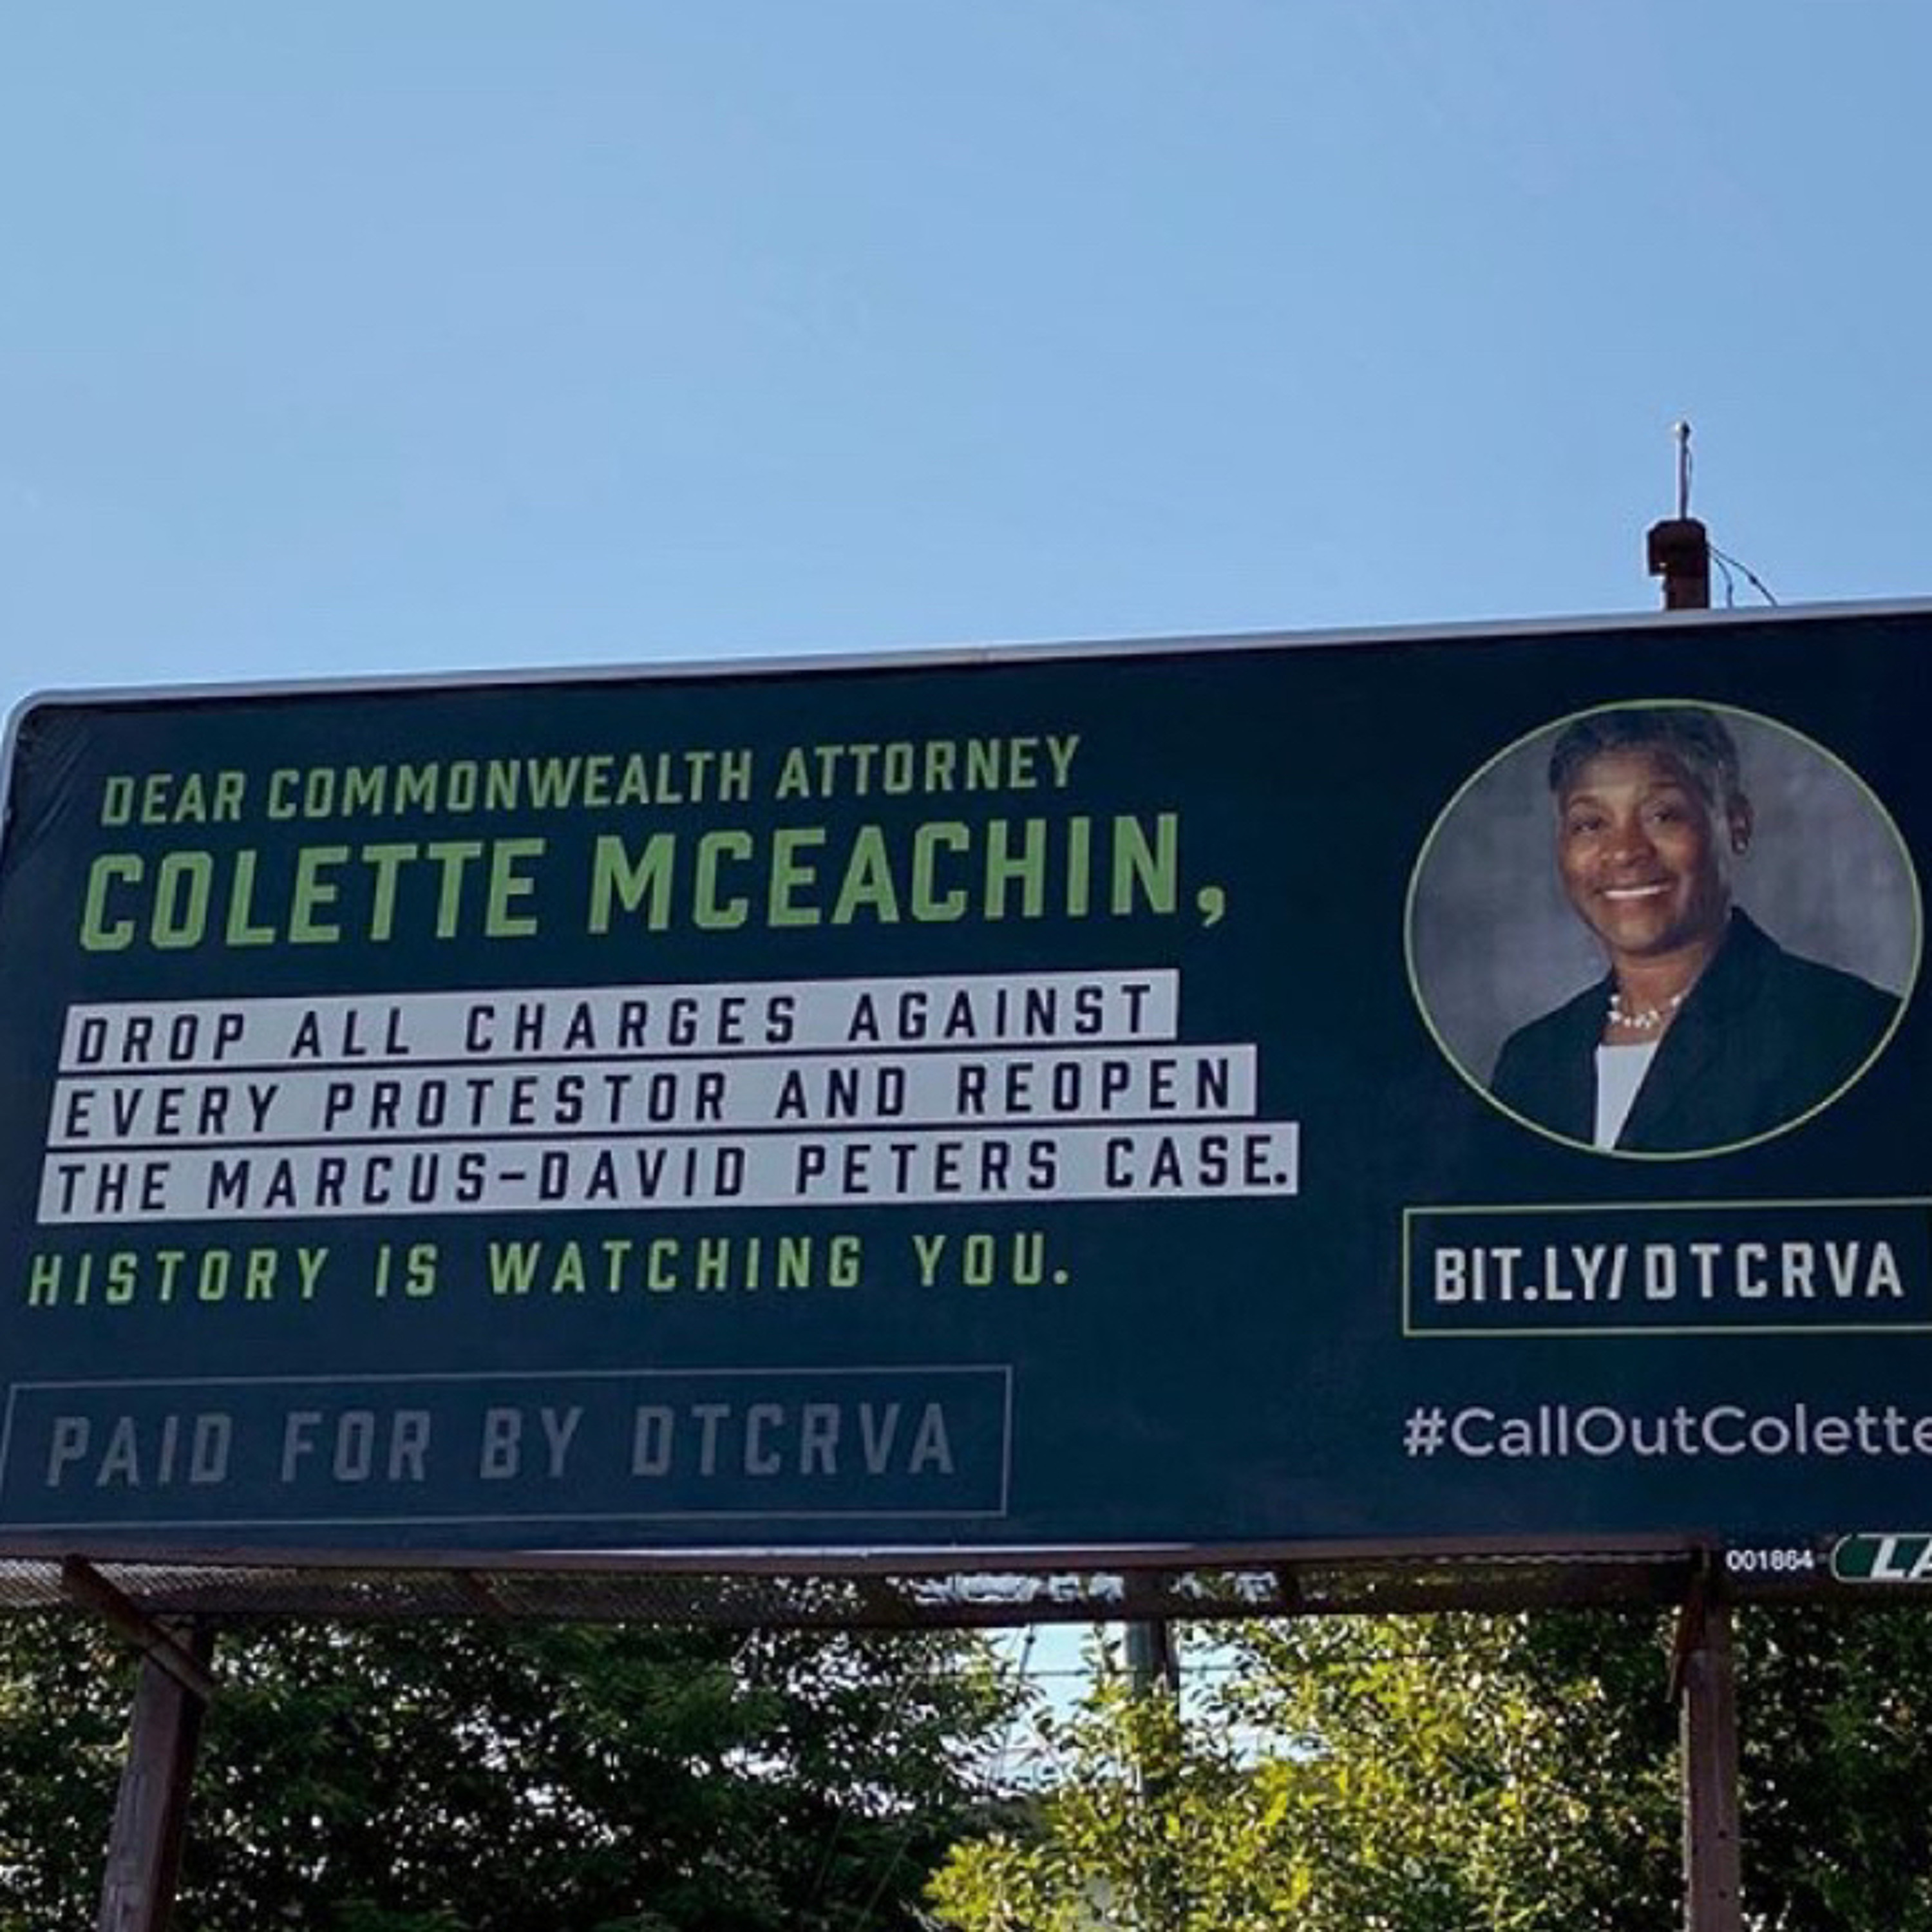 DEAR COMMONWEALTH ATTORNEY
COLETTE MCEACHIN,
DROP ALL CHARGES AGAINST
EVERY PROTESTOR AND REOPEN
THE MARCUS-DAVID PETERS CASE.
HISTORY IS WATCHING YOU.
PAID FOR BY DTCRVA
BIT.LY/DTCRVA
#CallOutColette
001864